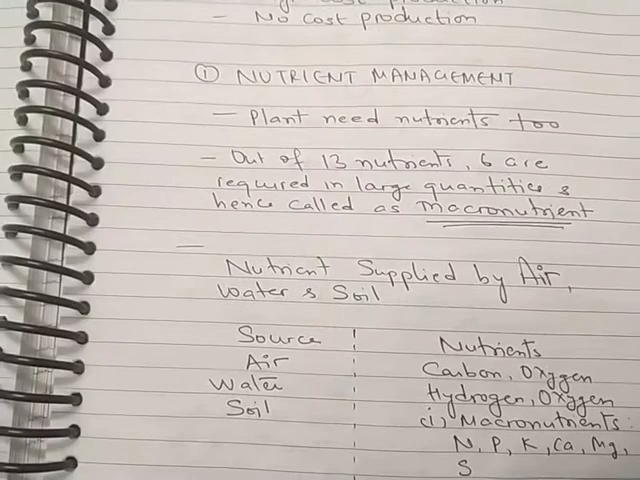 - No cost production
① NUTRIENT MANAGEMENT
- Plant need nutrients too
- Out of 13 nutrients, 6 are
required in large quantities &
hence called as macronutrient
-
Nutrient Supplied by Air,
Water & Soil
Source Nutrients
Air Carbon, Oxygen
Water Hydrogen, Oxygen
Soil (i) Macronutrients:
N, P, K, Ca, Mg,
S